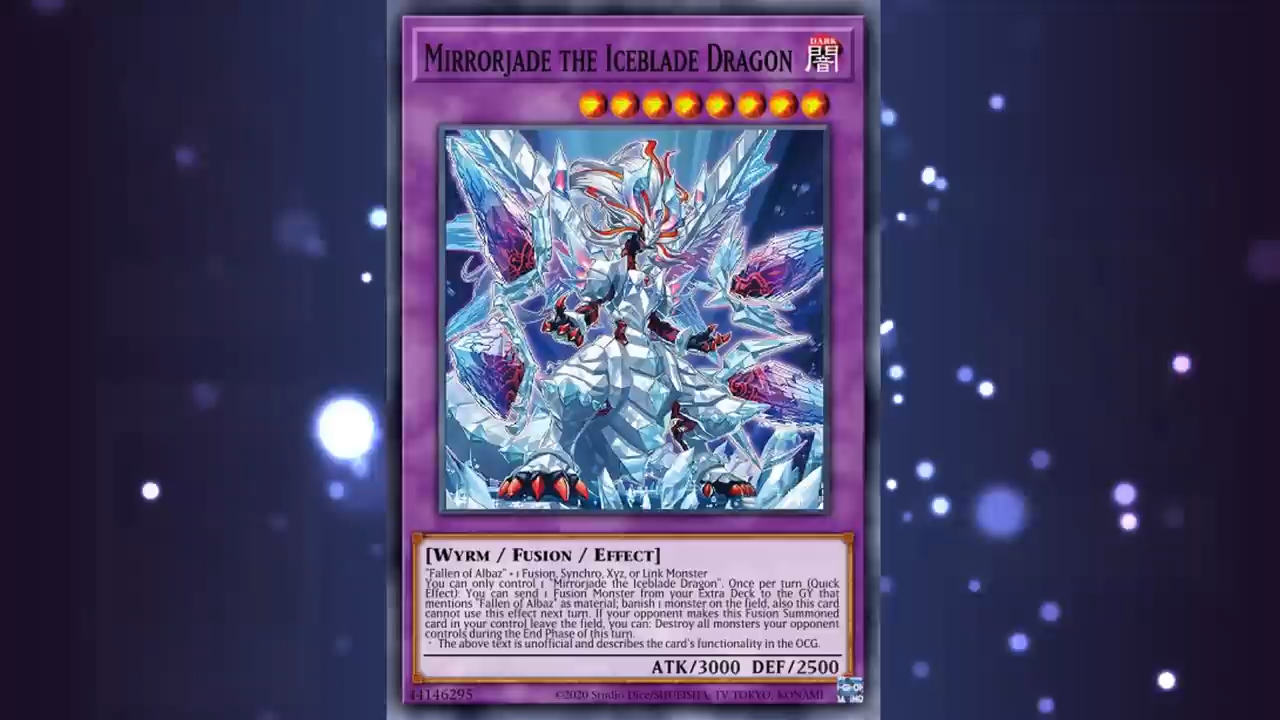 Mirrorjade the Iceblade Dragon
DARK
闇
[Wyrm / Fusion / Effect]
"Fallen of Albaz" + 1 Fusion, Synchro, Xyz, or Link Monster
You can only control 1 "Mirrorjade the Iceblade Dragon". Once per turn (Quick
Effect): You can send 1 Fusion Monster from your Extra Deck to the GY that
mentions "Fallen of Albaz" as material; banish 1 monster on the field, also this card
cannot use this effect next turn. If your opponent makes this Fusion Summoned
card in your control leave the field, you can: Destroy all monsters your opponent
controls during the End Phase of this turn.
· The above text is unofficial and describes the card's functionality in the OCG.
ATK/3000 DEF/2500
44146295
©2020 Studio Dice/SHUEISHA, TV TOKYO, KONAMI